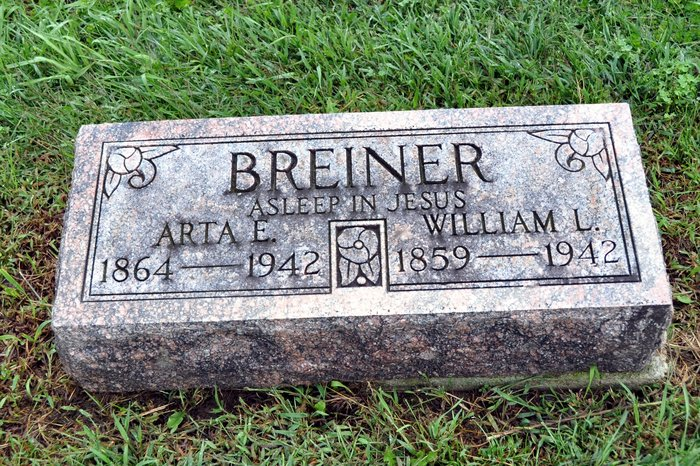 BREINER
ASLEEP IN JESUS
ARTA E. WILLIAM L.
1864 — 1942 1859 — 1942